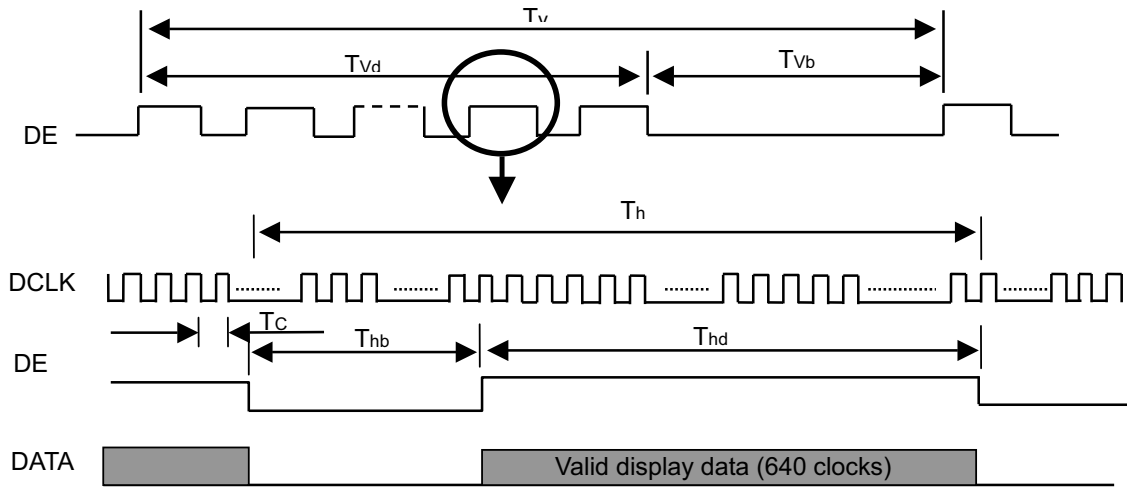 Tv
TVd
TVb
DE
Th
DCLK
TC
Thb
Thd
DE
DATA
Valid display data (640 clocks)